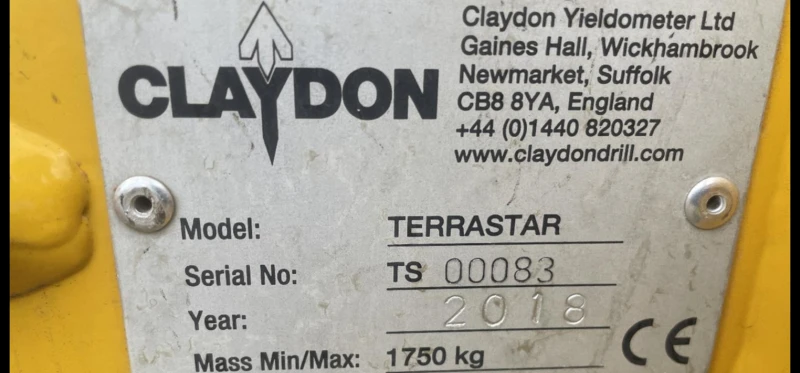 CLAYDON
Claydon Yieldometer Ltd
Gaines Hall, Wickhambrook
Newmarket, Suffolk
CB8 8YA, England
+44 (0)1440 820327
www.claydondrill.com
Model: TERRASTAR
Serial No: TS 00083
Year: 2018
Mass Min/Max: 1750 kg
CE